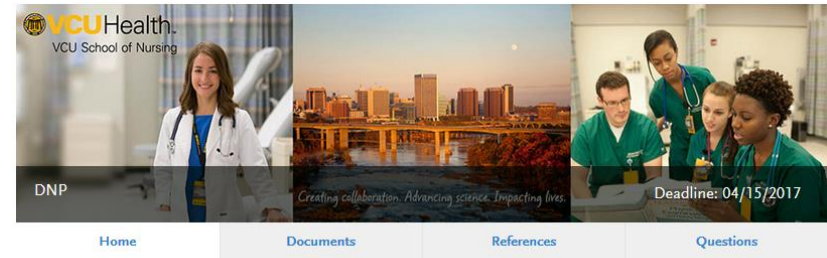 VCUHealth.
VCU School of Nursing
DNP
Creating collaboration. Advancing science. Impacting lives.
Deadline: 04/15/2017
Home
Documents
References
Questions